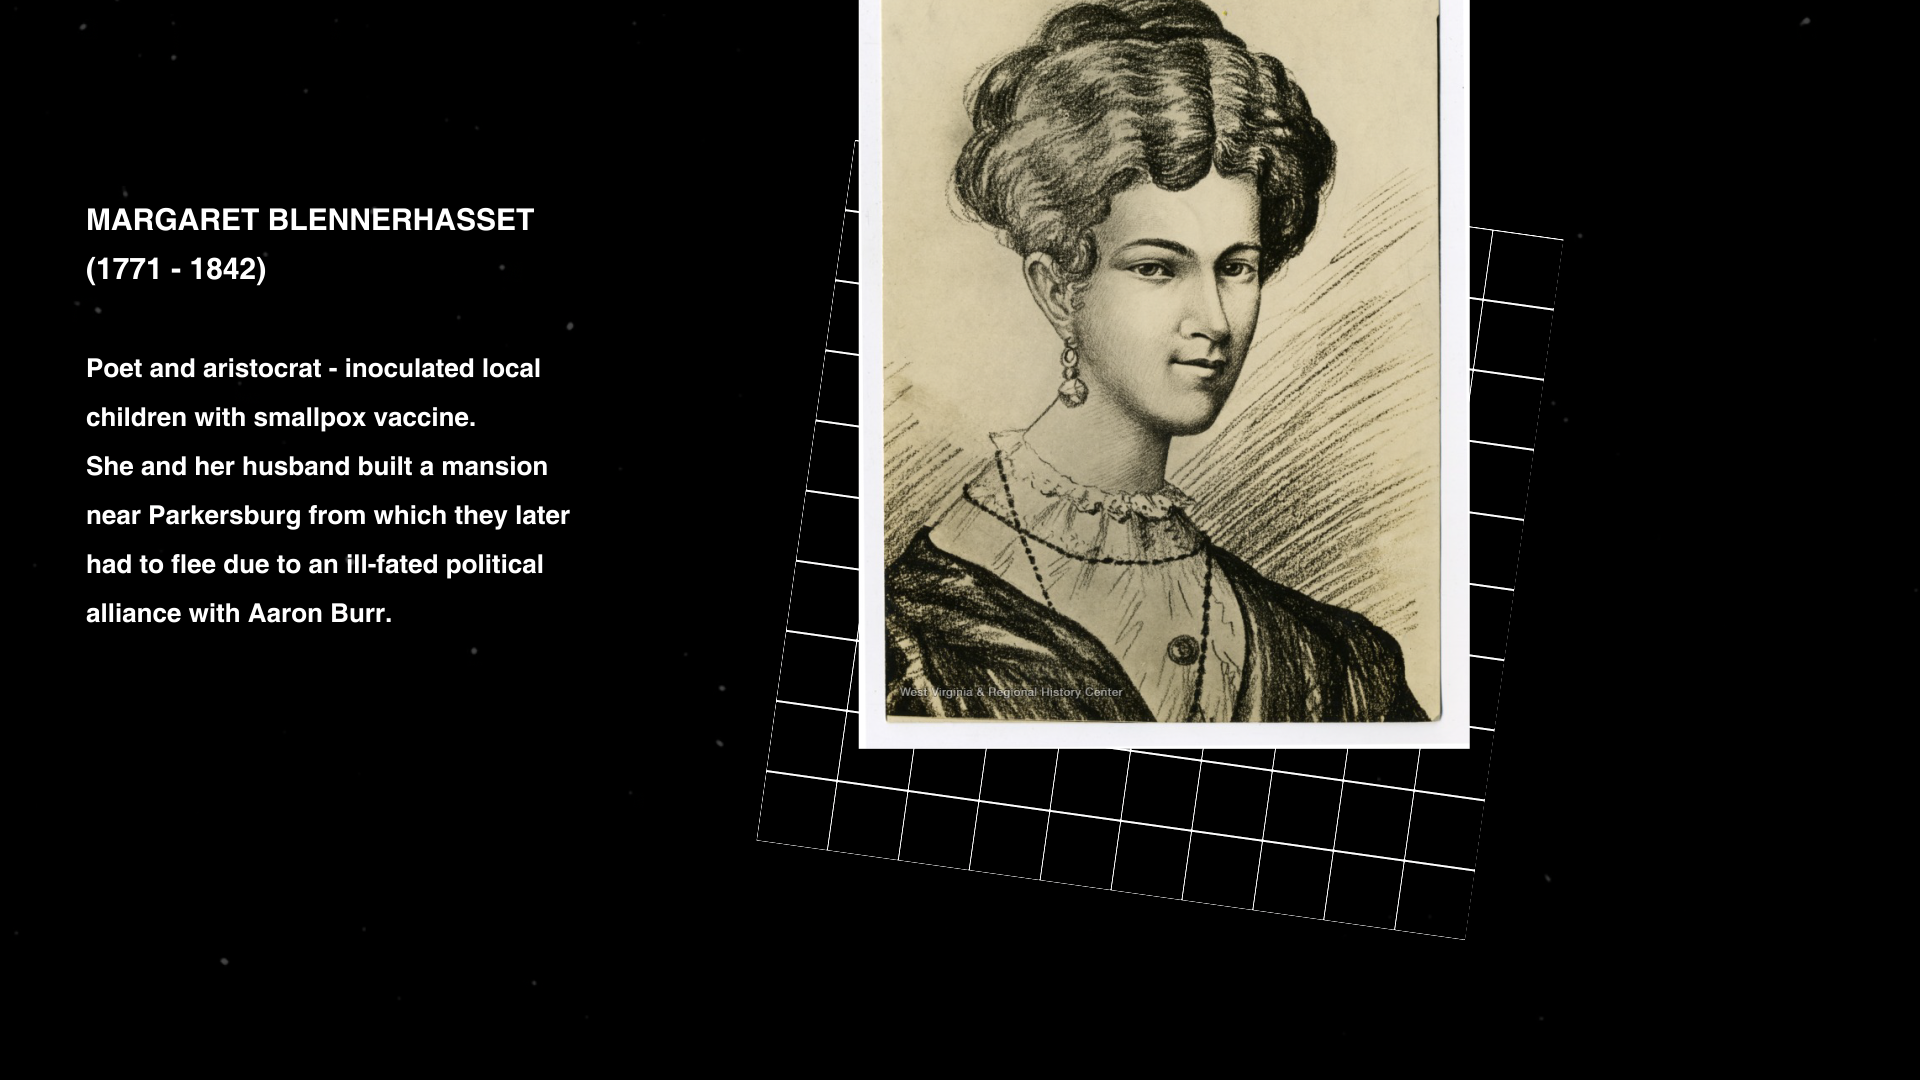 MARGARET BLENNERHASSET
(1771 - 1842)
Poet and aristocrat - inoculated local
children with smallpox vaccine.
She and her husband built a mansion
near Parkersburg from which they later
had to flee due to an ill-fated political
alliance with Aaron Burr.
West Virginia & Regional History Center